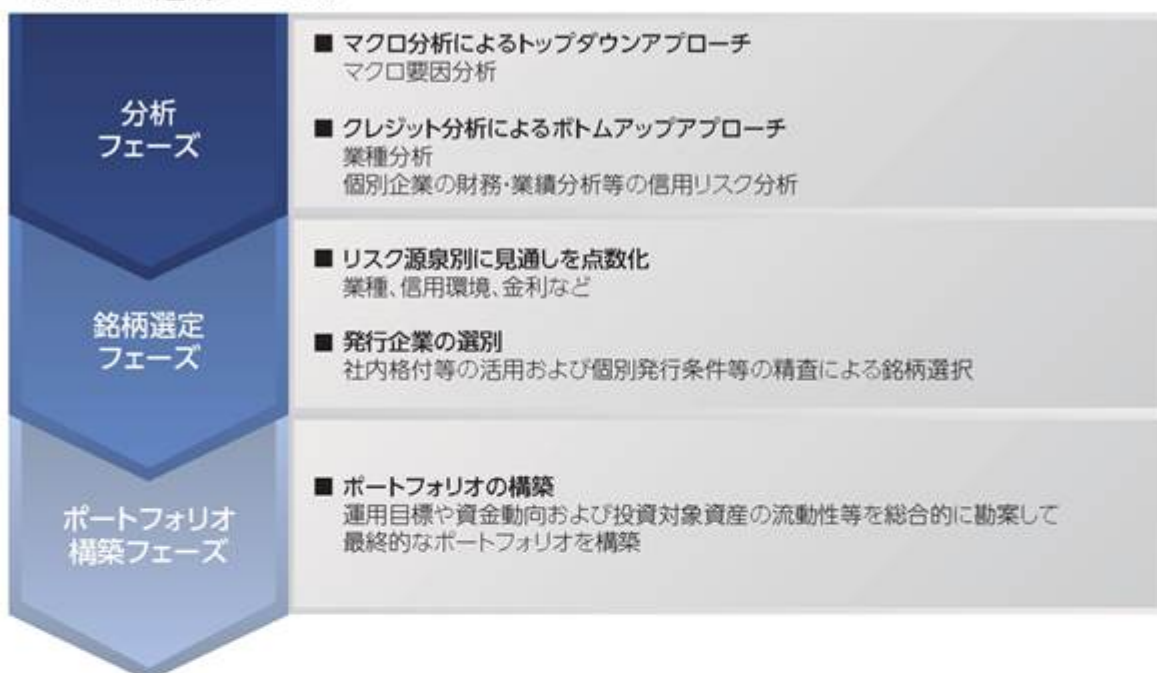 分析
フェーズ
■ マクロ分析によるトップダウンアプローチ
マクロ要因分析
■ クレジット分析によるボトムアップアプローチ
業種分析
個別企業の財務・業績分析等の信用リスク分析
銘柄選定
フェーズ
■ リスク源泉別に見通しを点数化
業種、信用環境、金利など
■ 発行企業の選別
社内格付等の活用および個別発行条件等の精査による銘柄選択
ポートフォリオ
構築フェーズ
■ ポートフォリオの構築
運用目標や資金動向および投資対象資産の流動性等を総合的に勘案して
最終的なポートフォリオを構築